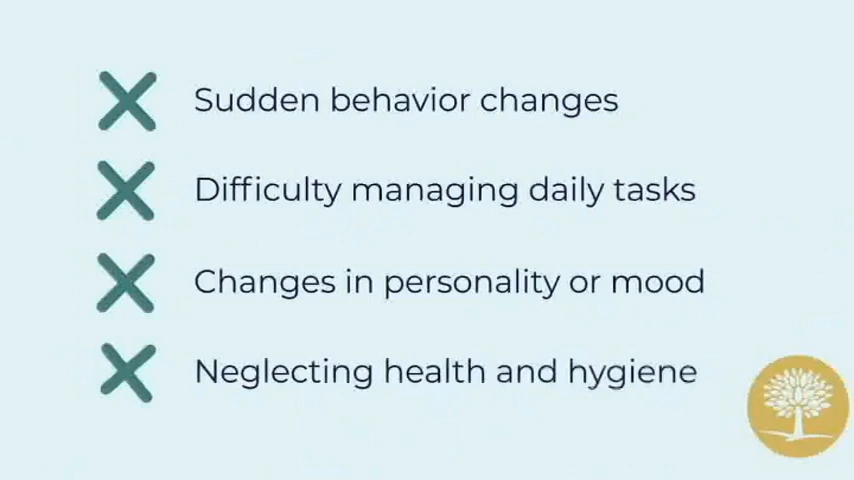 Sudden behavior changes
Difficulty managing daily tasks
Changes in personality or mood
Neglecting health and hygiene